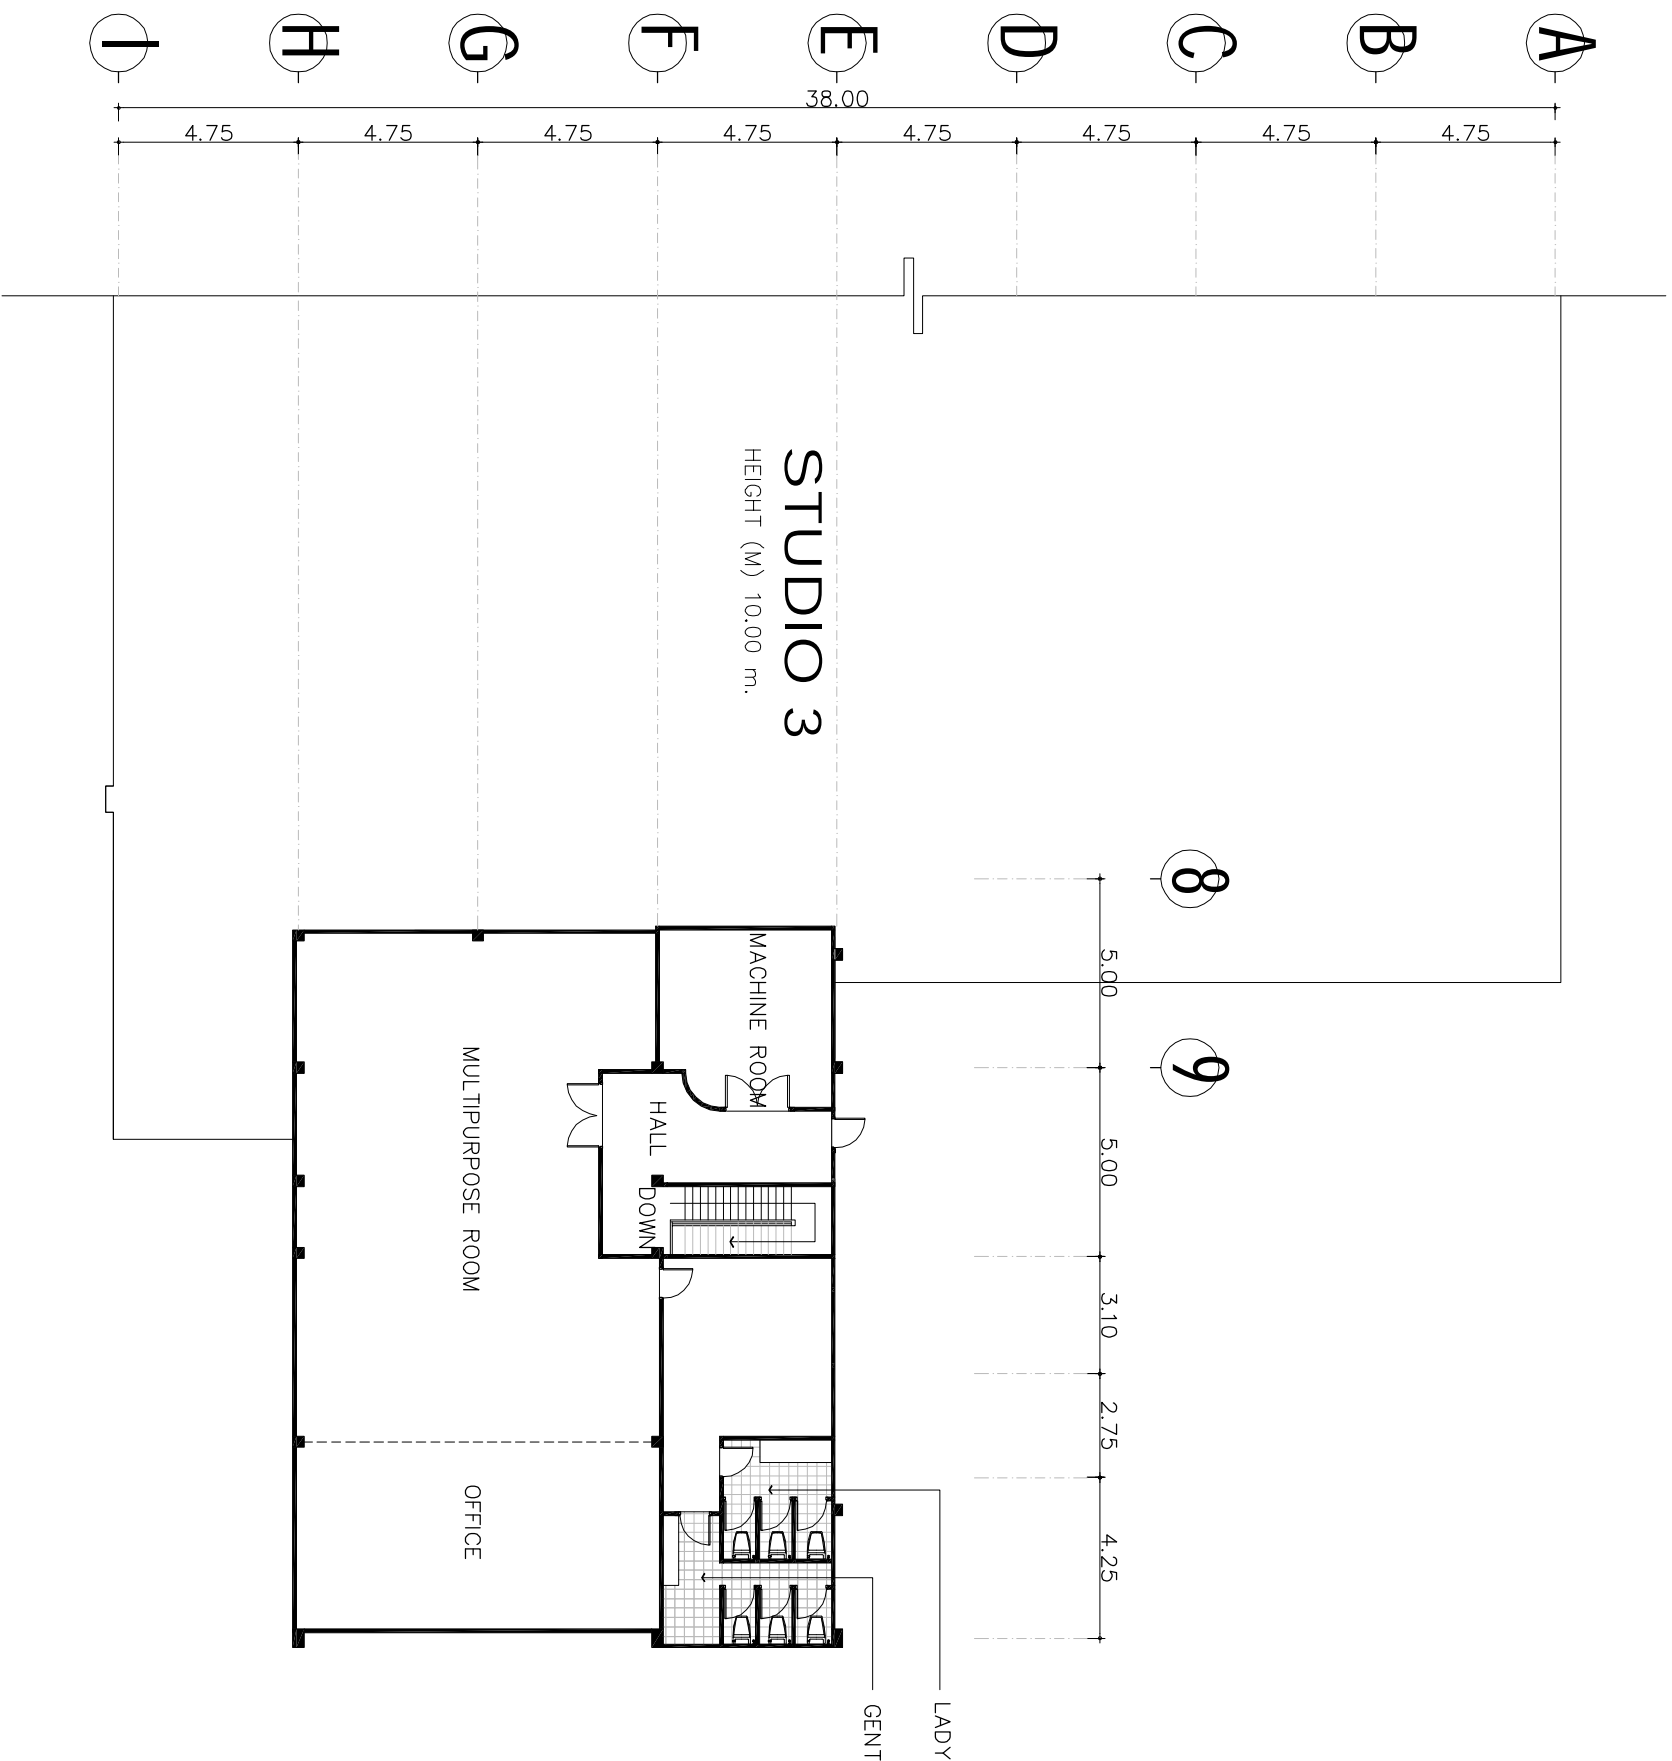 I H G F E D C B A
38.00
4.75 4.75 4.75 4.75 4.75 4.75 4.75 4.75
STUDIO 3
HEIGHT (M) 10.00 m.
8
9
5.00
5.00
3.10
2.75
4.25
MACHINE ROOM
HALL
DOWN
MULTIPURPOSE ROOM
OFFICE
LADY
GENT